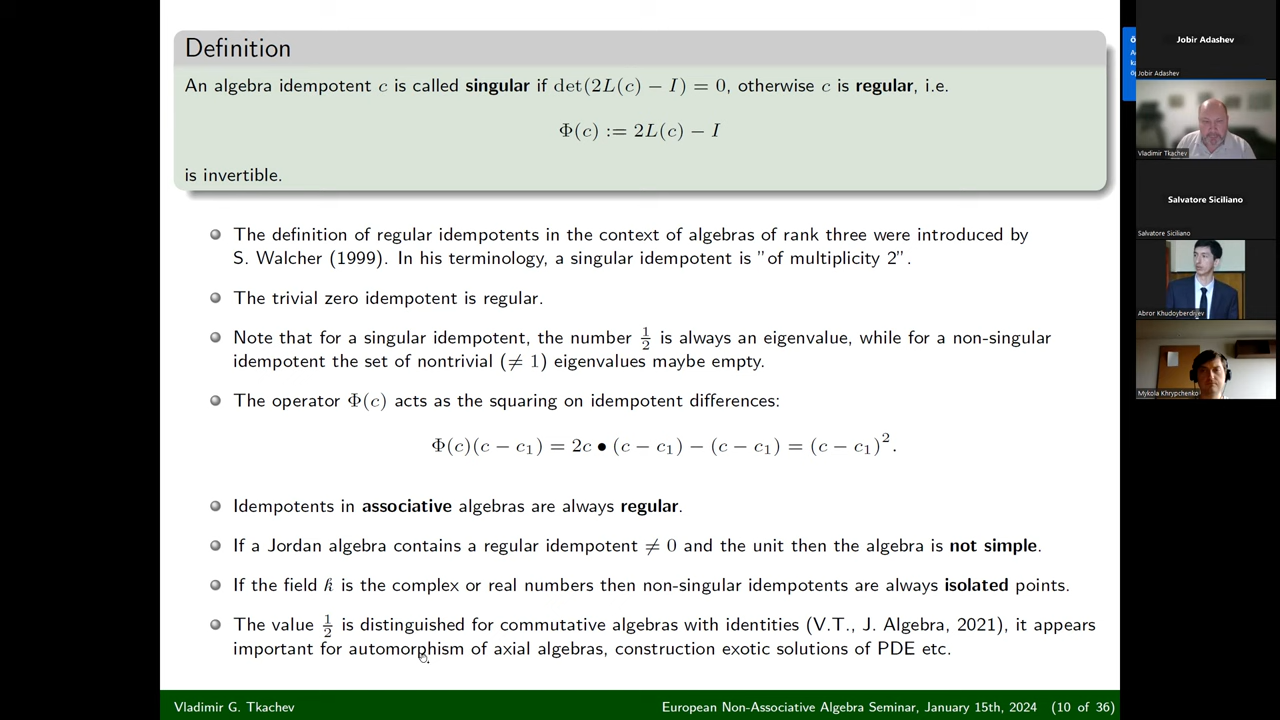 Definition
An algebra idempotent c is called singular if det(2L(c) − I) = 0, otherwise c is regular, i.e.
Φ(c) := 2L(c) − I
is invertible.
The definition of regular idempotents in the context of algebras of rank three were introduced by
S. Walcher (1999). In his terminology, a singular idempotent is "of multiplicity 2".
The trivial zero idempotent is regular.
Note that for a singular idempotent, the number 1/2 is always an eigenvalue, while for a non-singular
idempotent the set of nontrivial (≠ 1) eigenvalues maybe empty.
The operator Φ(c) acts as the quaring on idempotent differences:
Φ(c)(c − c₁) = 2c • (c − c₁) − (c − c₁) = (c − c₁)².
Idempotents in associative algebras are always regular.
If a Jordan algebra contains a regular idempotent ≠ 0 and the unit then the algebra is not simple.
If the field k is the complex or real numbers then non-singular idempotents are always isolated points.
The value 1/2 is distinguished for commutative algebras with identities (V.T., J. Algebra, 2021), it appears
important for automorphism of axial algebras, construction exotic solutions of PDE etc.
Vladimir G. Tkachev
European Non-Associative Algebra Seminar, January 15th, 2024 (10 of 36)
Jobir Adashev
Jobir Adashev
Vladimir Tkachev
Salvatore Siciliano
Salvatore Siciliano
Abror Khudoyberdiyev
Mykola Khrypchenko